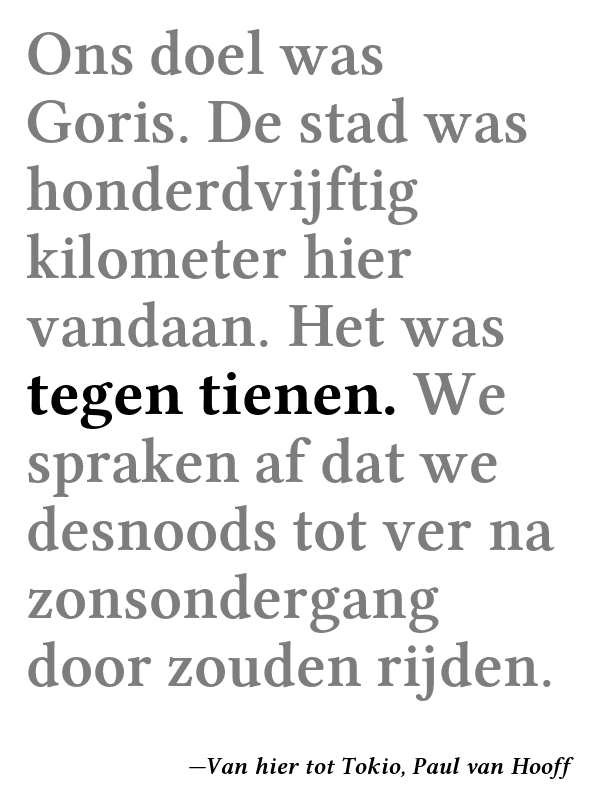 Ons doel was
Goris. De stad was
honderdvijftig
kilometer hier
vandaan. Het was
tegen tienen. We
spraken af dat we
desnoods tot ver na
zonsondergang
door zouden rijden.
—Van hier tot Tokio, Paul van Hooff